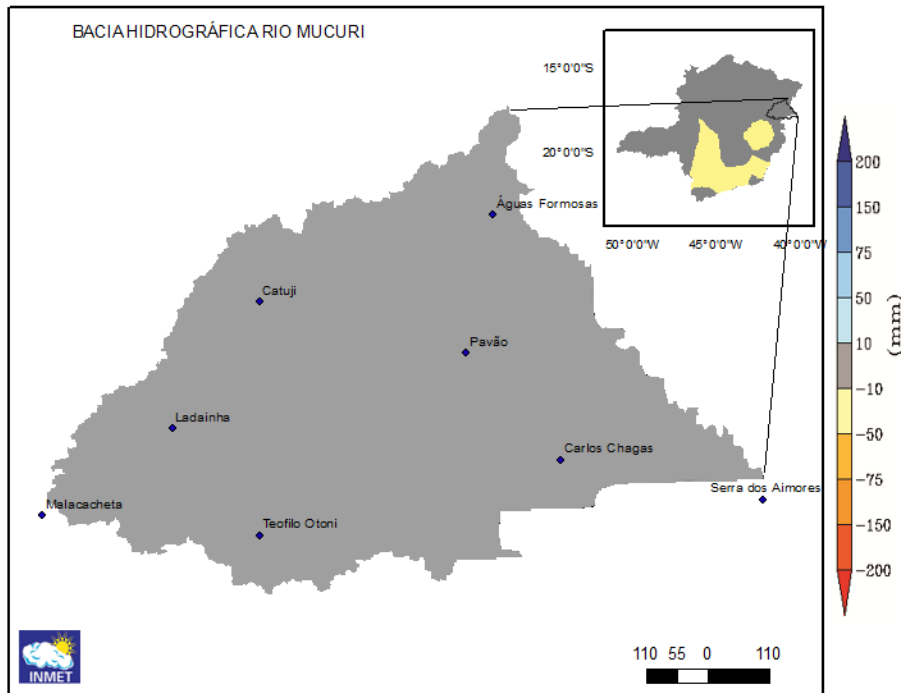 BACIA HIDROGRÁFICA RIO MUCURI
15°0'0"S
20°0'0"S
50°0'0"W 45°0'0"W 40°0'0"W
Águas Formosas
Catuji
Pavão
Ladainha
Carlos Chagas
Serra dos Aimores
Malacacheta
Teofilo Otoni
200
150
75
50
10
-10
-50
-75
-150
-200
(mm)
INMET
110 55 0 110